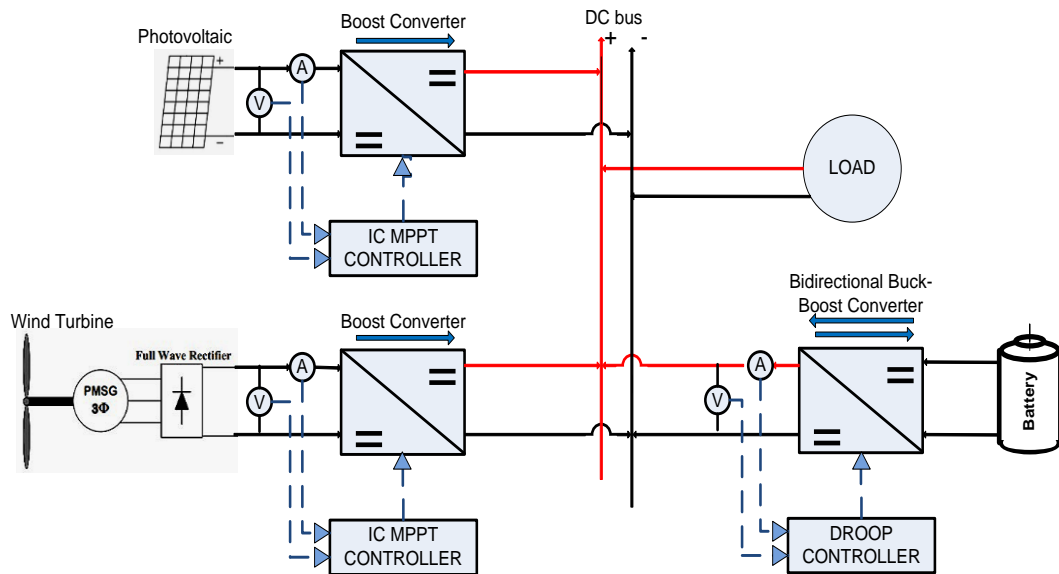 Boost Converter
DC bus
+
-
Photovoltaic
+
A
V
−
LOAD
IC MPPT
CONTROLLER
Bidirectional Buck-
Boost Converter
Wind Turbine
Boost Converter
Full Wave Rectifier
A
A
PMSG
3Φ
V
V
Battery
IC MPPT
CONTROLLER
DROOP
CONTROLLER